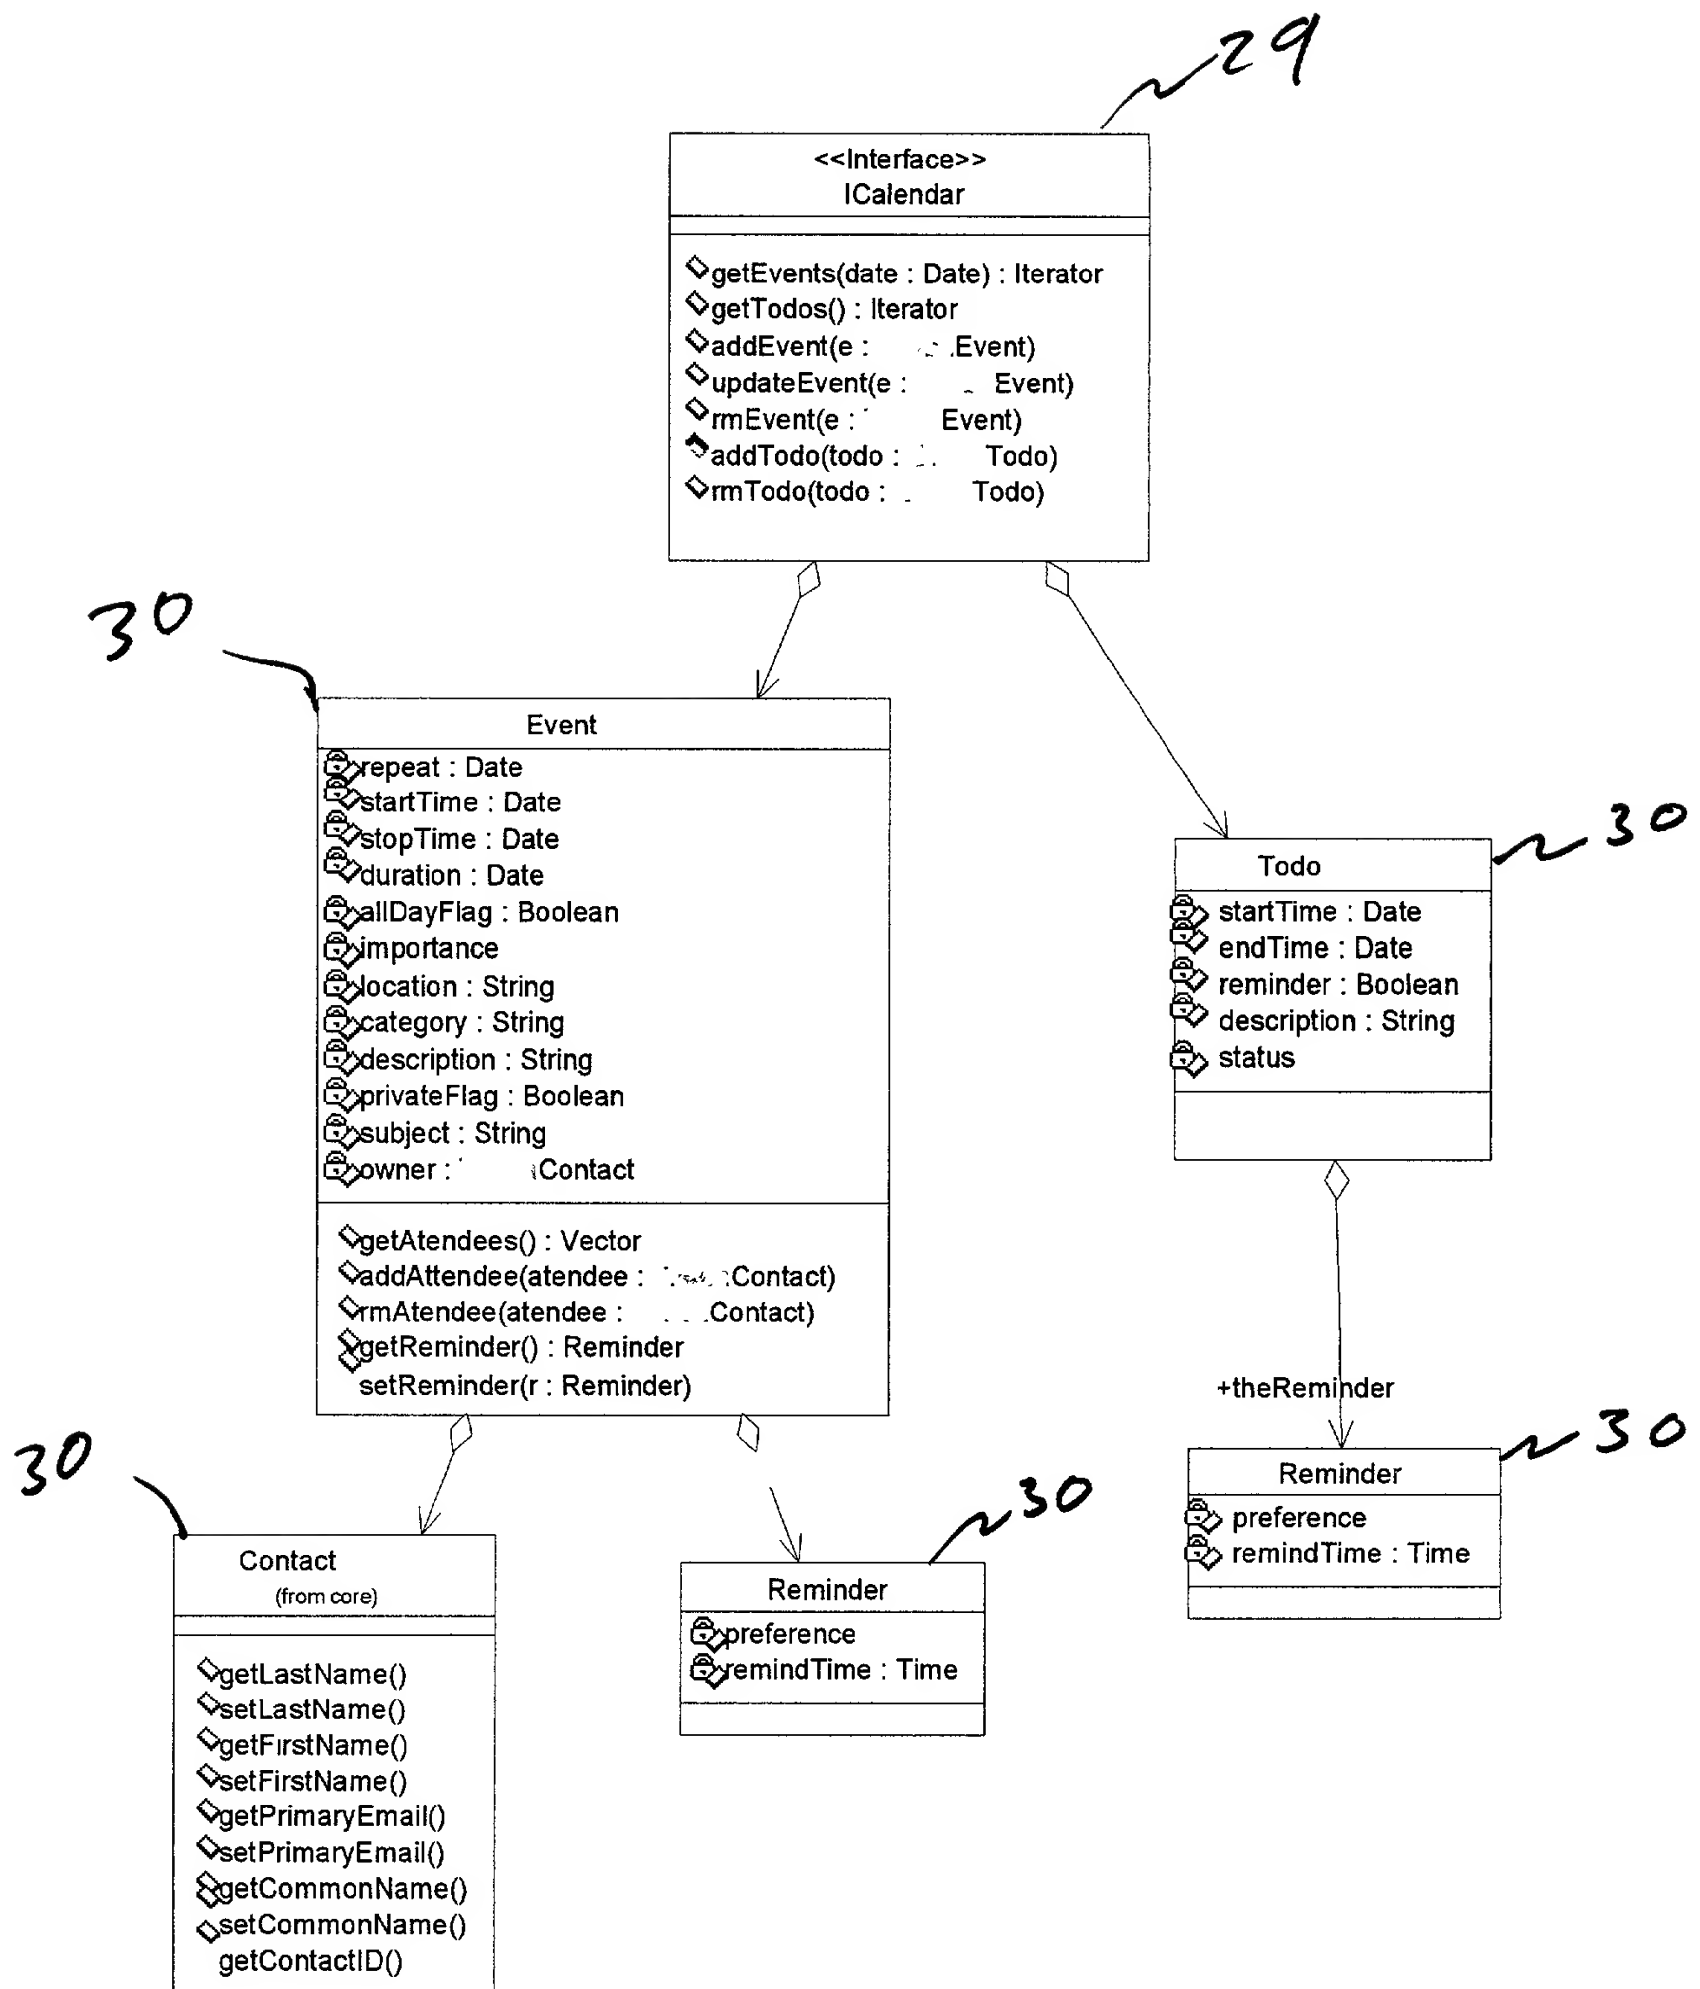 29
<<Interface>>
ICalendar
getEvents(date : Date) : Iterator
getTodos() : Iterator
addEvent(e : Event)
updateEvent(e : Event)
rmEvent(e : Event)
addTodo(todo : Todo)
rmTodo(todo : Todo)
30
Event
repeat : Date
startTime : Date
stopTime : Date
duration : Date
allDayFlag : Boolean
importance
location : String
category : String
description : String
privateFlag : Boolean
subject : String
owner : Contact
getAtendees() : Vector
addAttendee(atendee : Contact)
rmAtendee(atendee : Contact)
getReminder() : Reminder
setReminder(r : Reminder)
30
Todo
startTime : Date
endTime : Date
reminder : Boolean
description : String
status
+theReminder
30
Reminder
preference
remindTime : Time
30
Contact
(from core)
getLastName()
setLastName()
getFirstName()
setFirstName()
getPrimaryEmail()
setPrimaryEmail()
getCommonName()
setCommonName()
getContactID()
30
Reminder
preference
remindTime : Time